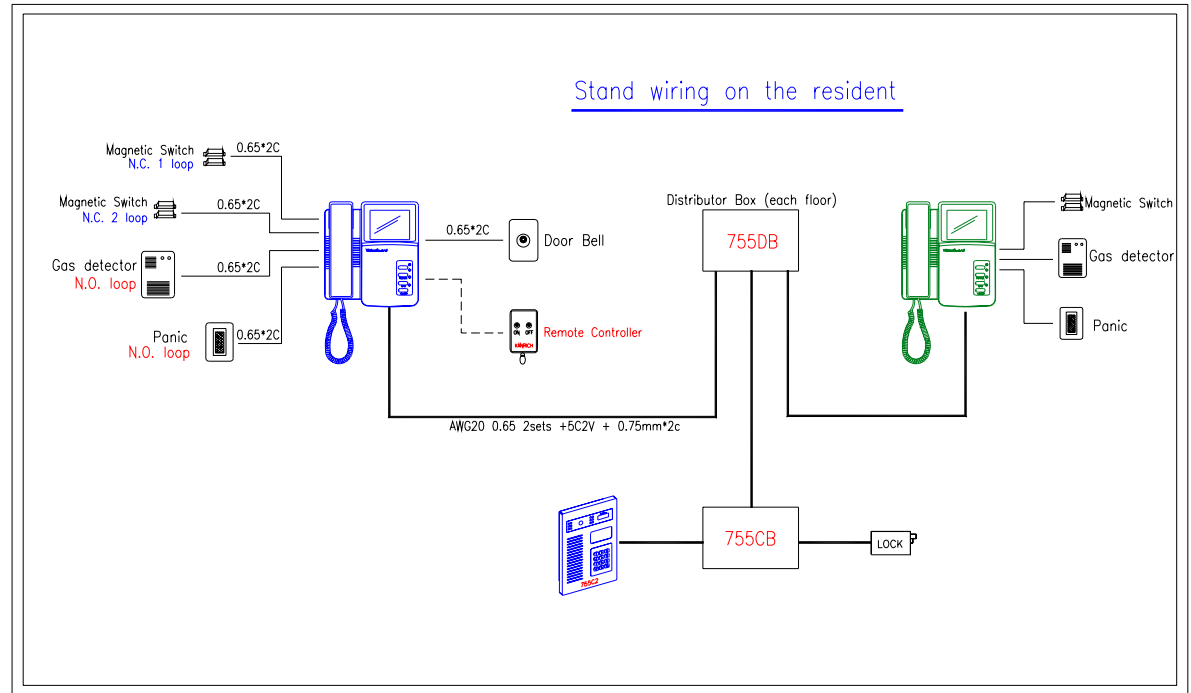 Stand wiring on the resident
Magnetic Switch
N.C. 1 loop
0.65*2C
Magnetic Switch
N.C. 2 loop
0.65*2C
Gas detector
N.O. loop
0.65*2C
Panic
N.O. loop
0.65*2C
0.65*2C
Door Bell
ON OFF
Remote Controller
Distributor Box (each floor)
755DB
Magnetic Switch
Gas detector
Panic
AWG20 0.65 2sets +5C2V + 0.75mm*2c
755CB
LOCK
765C2